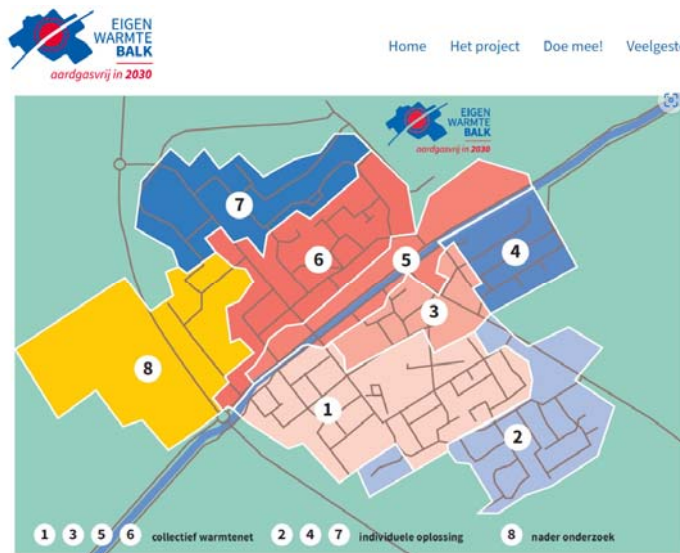 EIGEN
WARMTE
BALK
aardgasvrij in 2030
Home Het project Doe mee! Veelgeste
EIGEN
WARMTE
BALK
aardgasvrij in 2030
7
6
5
4
3
8
1
2
1 3 5 6 collectief warmtenet 2 4 7 individuele oplossing 8 nader onderzoek